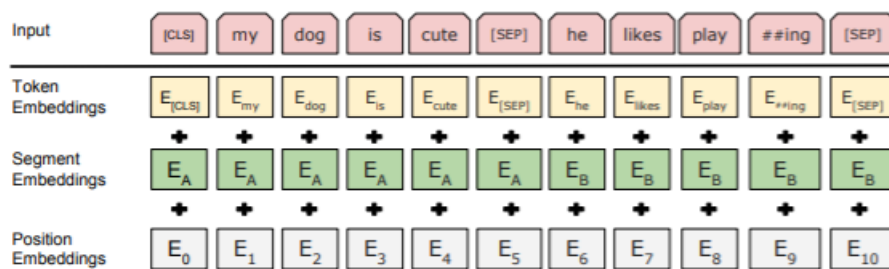 Input [CLS] my dog is cute [SEP] he likes play ##ing [SEP]
Token Embeddings E[CLS] Emy Edog Eis Ecute E[SEP] Ehe Elikes Eplay E##ing E[SEP]
+ + + + + + + + + + +
Segment Embeddings EA EA EA EA EA EA EB EB EB EB EB
+ + + + + + + + + + +
Position Embeddings E0 E1 E2 E3 E4 E5 E6 E7 E8 E9 E10